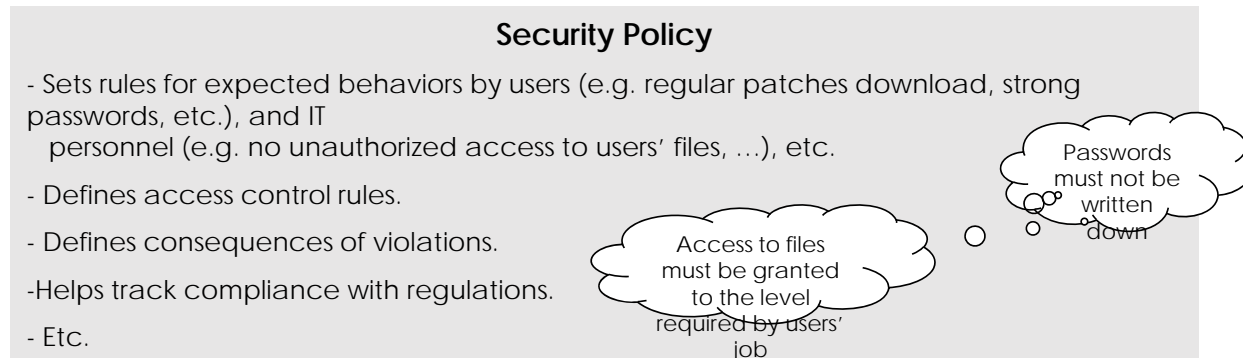 Security Policy
- Sets rules for expected behaviors by users (e.g. regular patches download, strong
passwords, etc.), and IT
personnel (e.g. no unauthorized access to users’ files, …), etc.
- Defines access control rules.
- Defines consequences of violations.
-Helps track compliance with regulations.
- Etc.
Passwords
must not be
written
down
Access to files
must be granted
to the level
required by users’
job